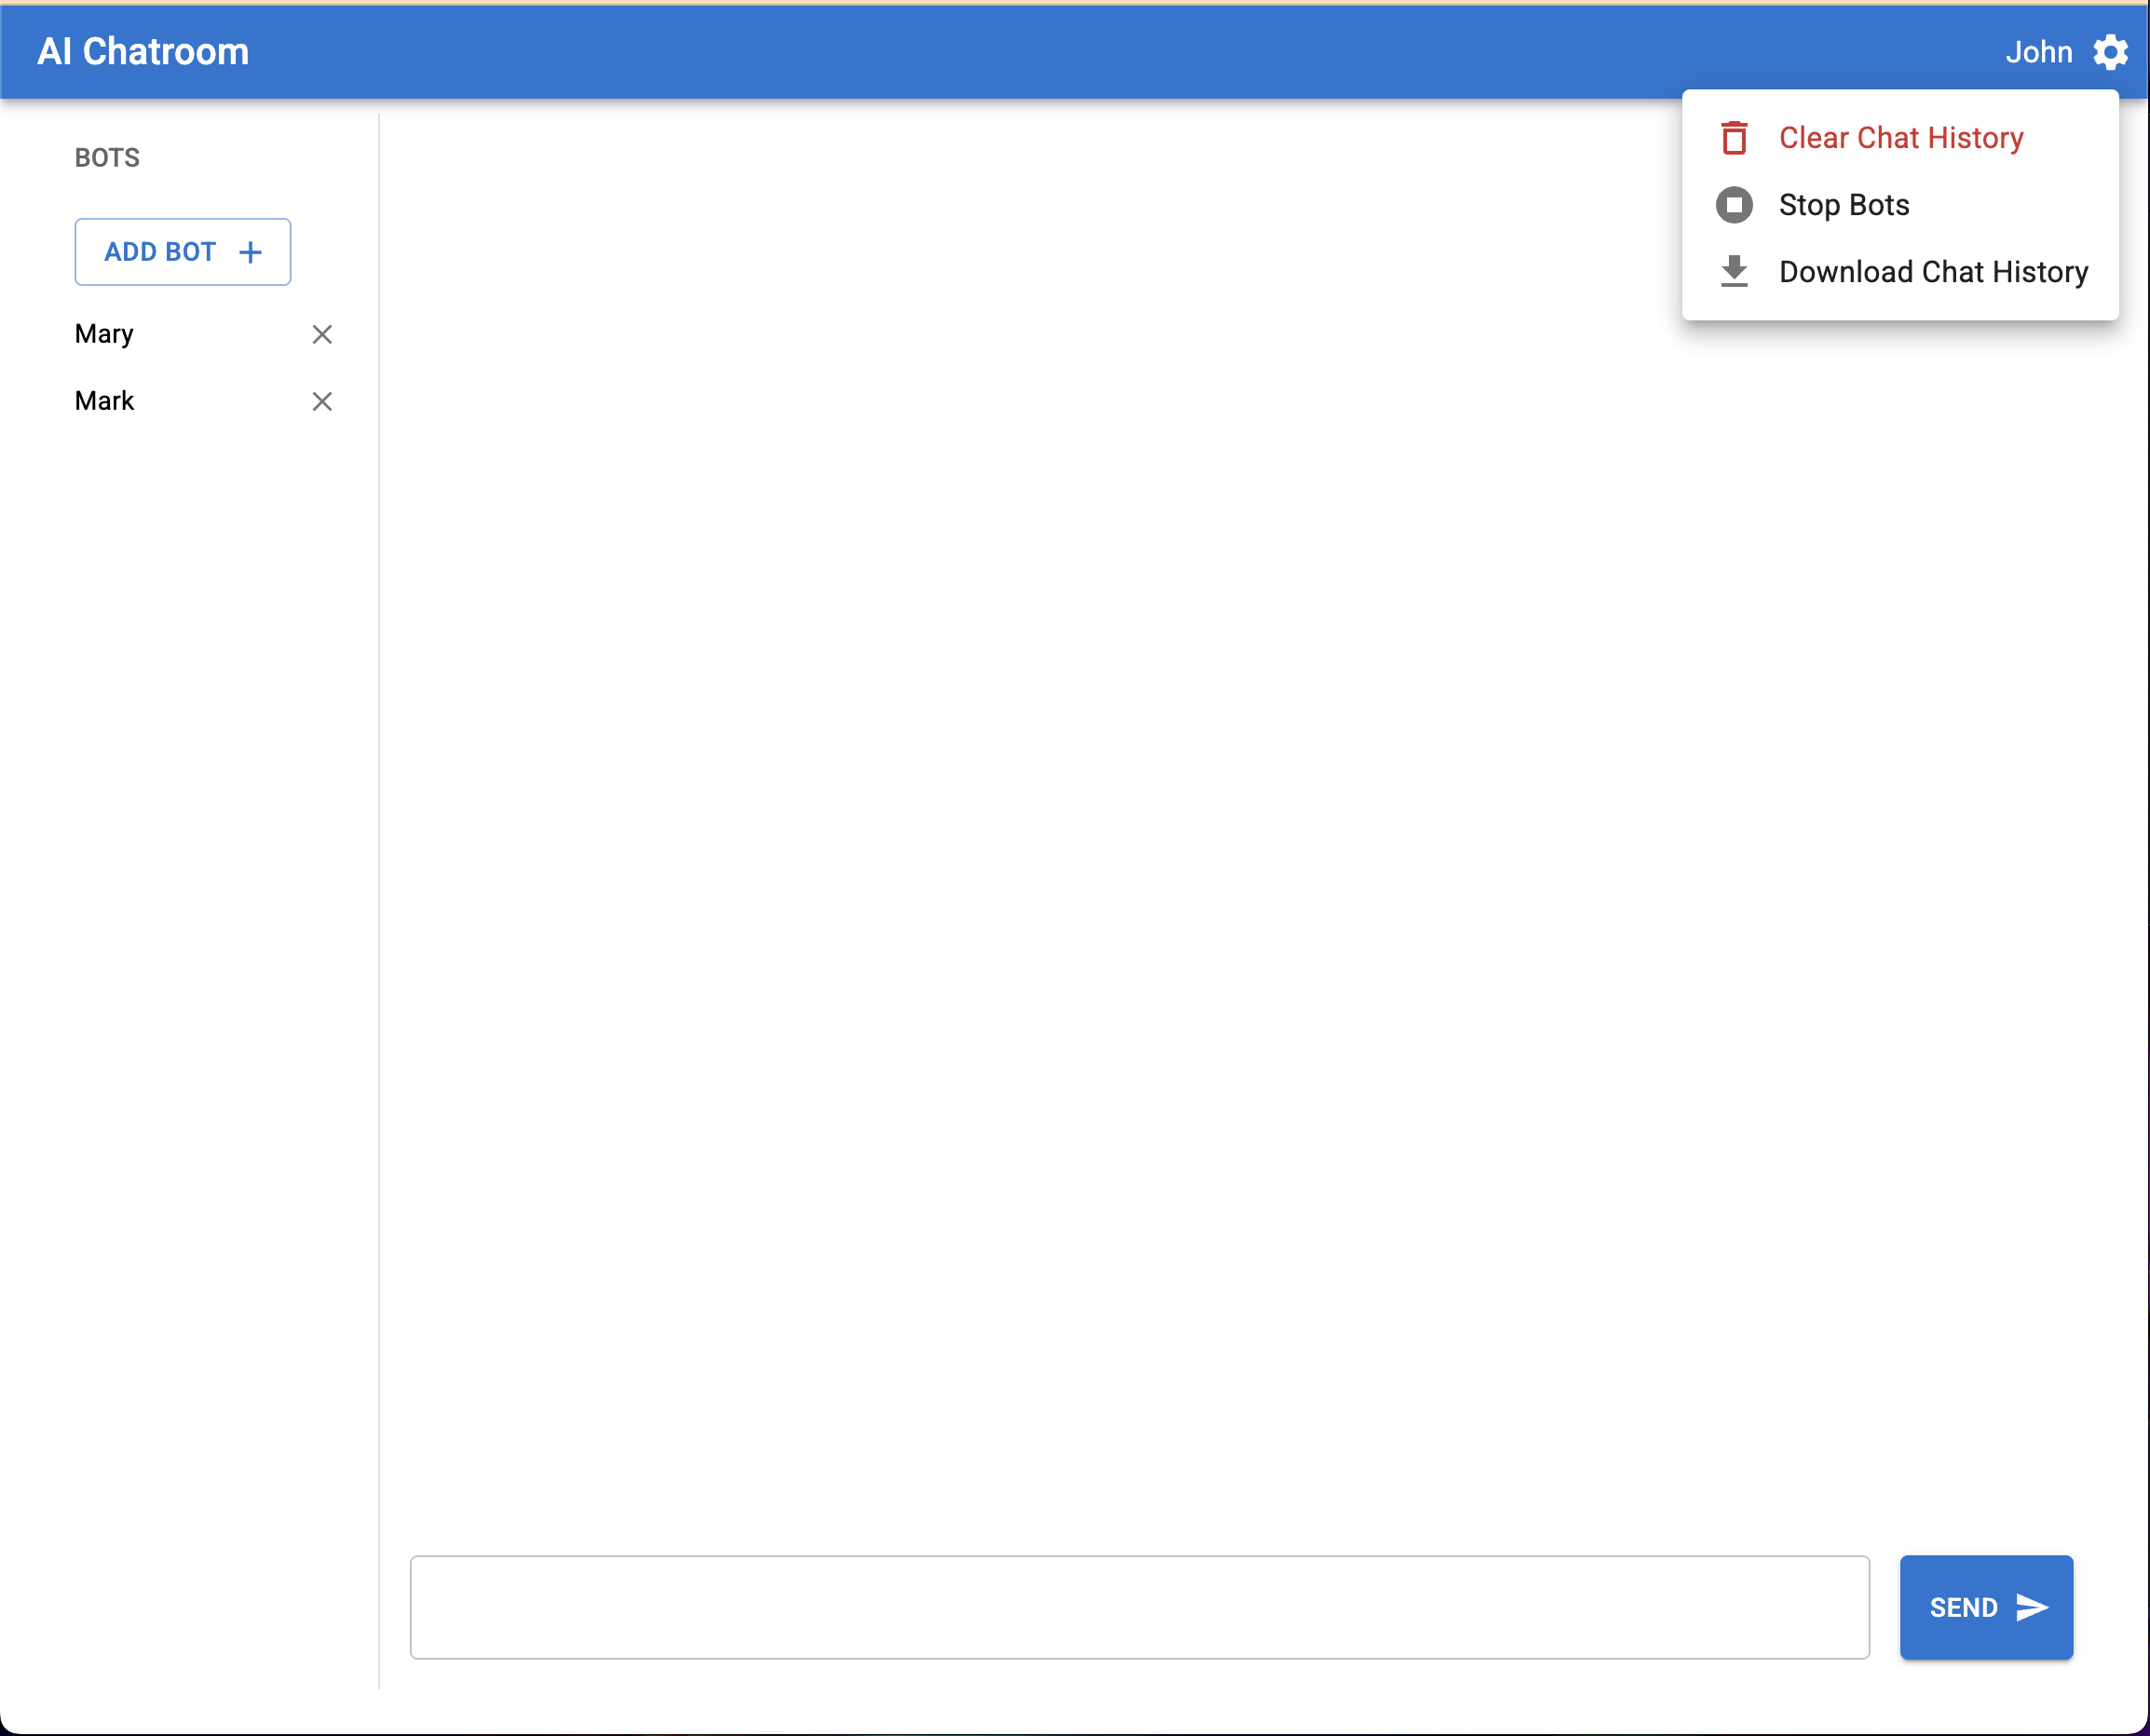 AI Chatroom
John
Clear Chat History
Stop Bots
Download Chat History
BOTS
ADD BOT
Mary
Mark
SEND